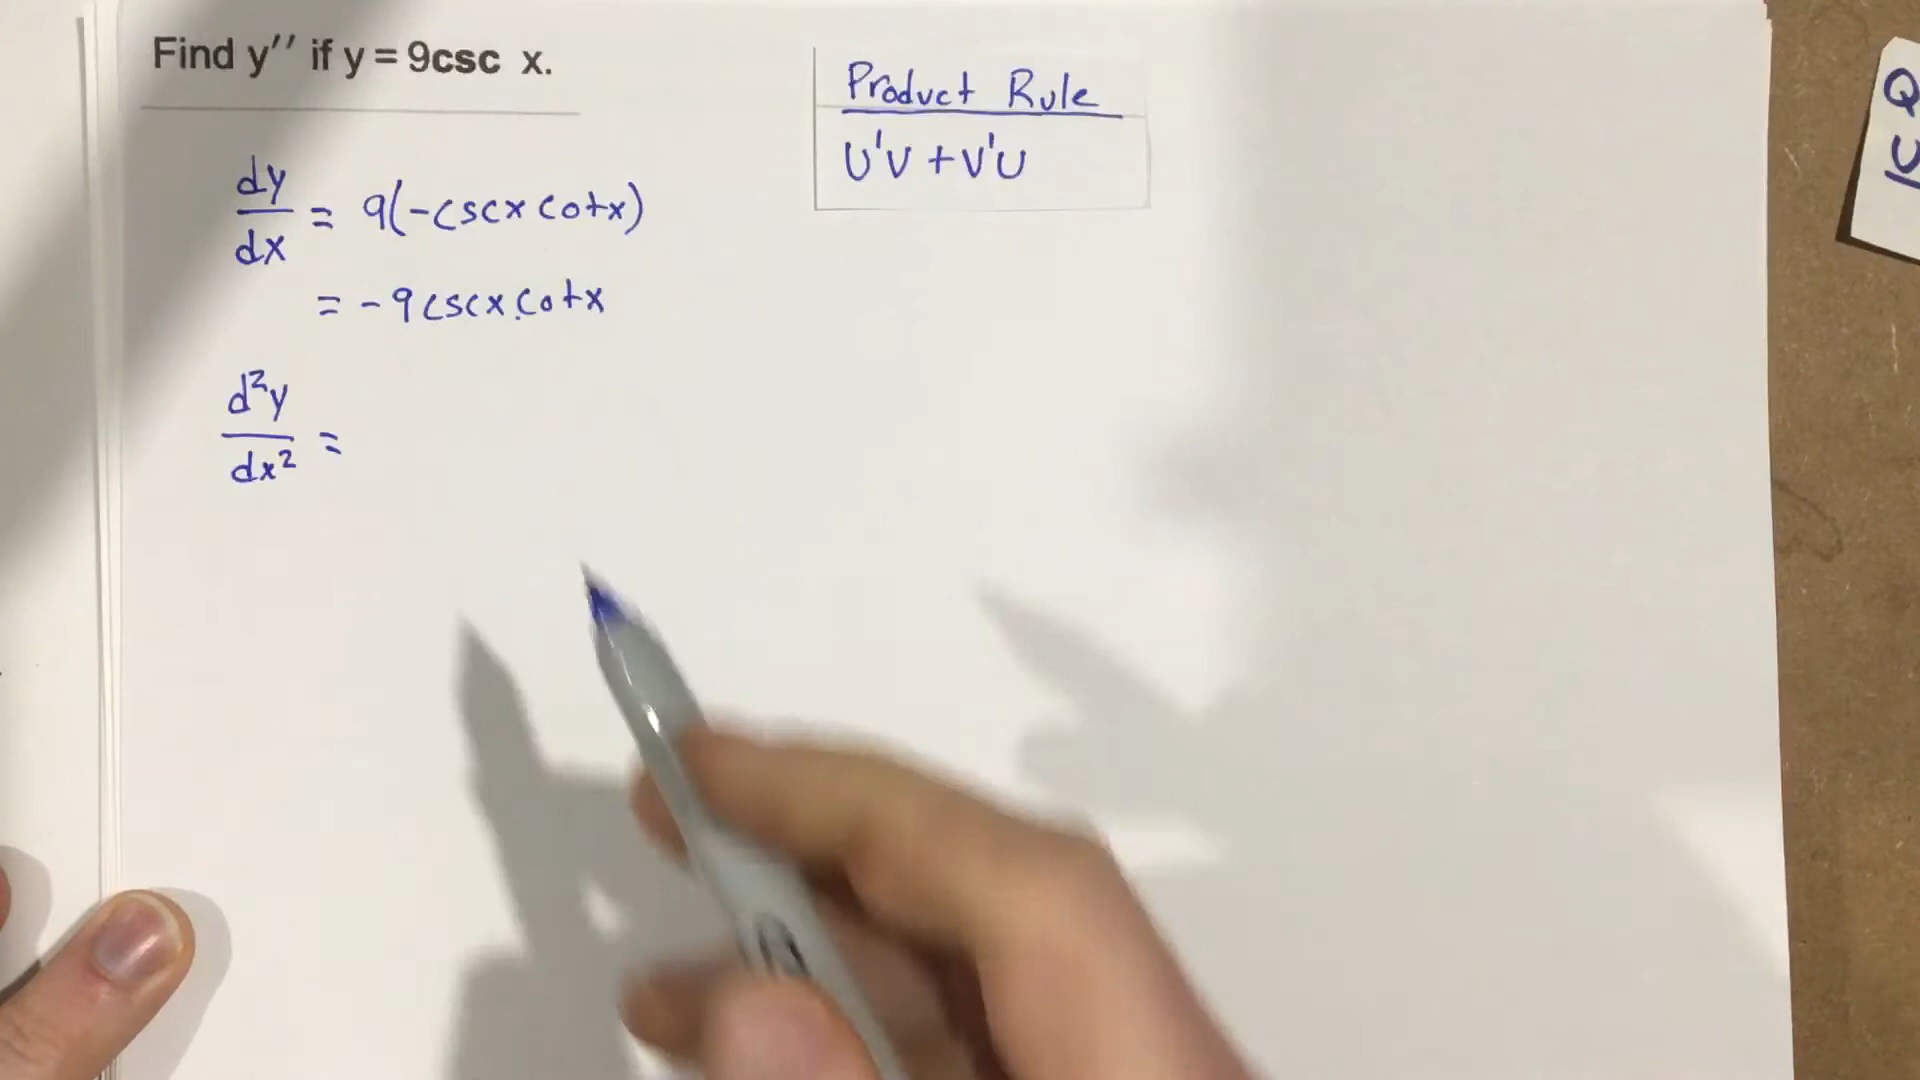 Find y'' if y = 9csc x.
Product Rule
U'V + V'U
dy/dx = 9(-cscx cotx)
= -9cscx.cotx
d²y/dx² =
Q
U